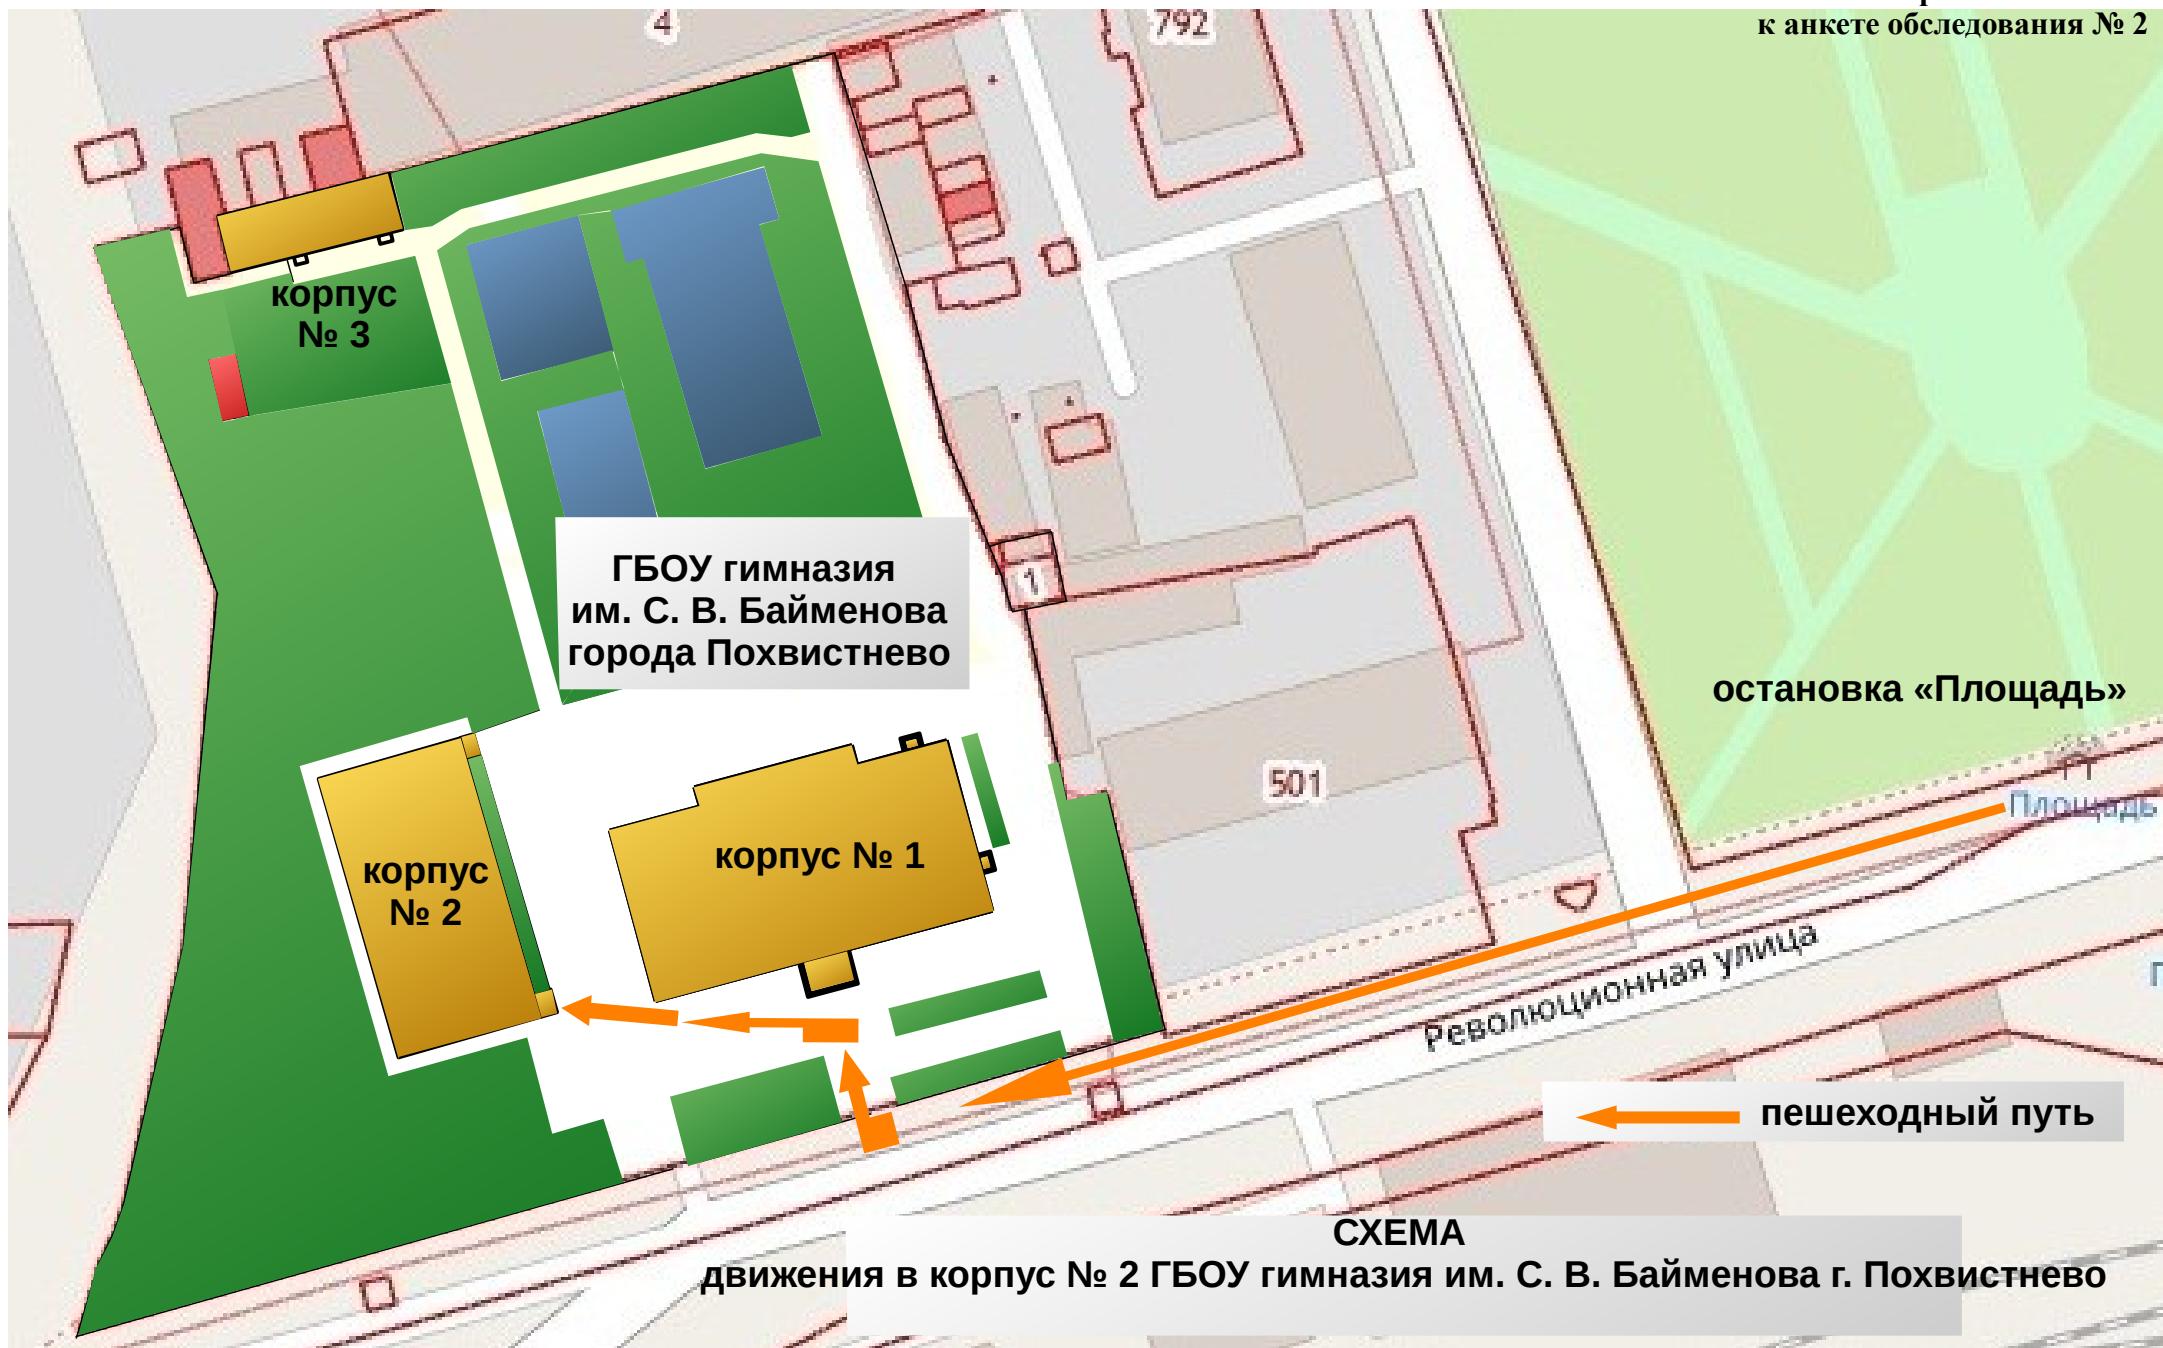 к анкете обследования № 2
4
792
корпус
№ 3
ГБОУ гимназия
им. С. В. Байменова
города Похвистнево
1
остановка «Площадь»
501
Площадь
корпус № 1
корпус
№ 2
Революционная улица
пешеходный путь
СХЕМА
движения в корпус № 2 ГБОУ гимназия им. С. В. Байменова г. Похвистнево